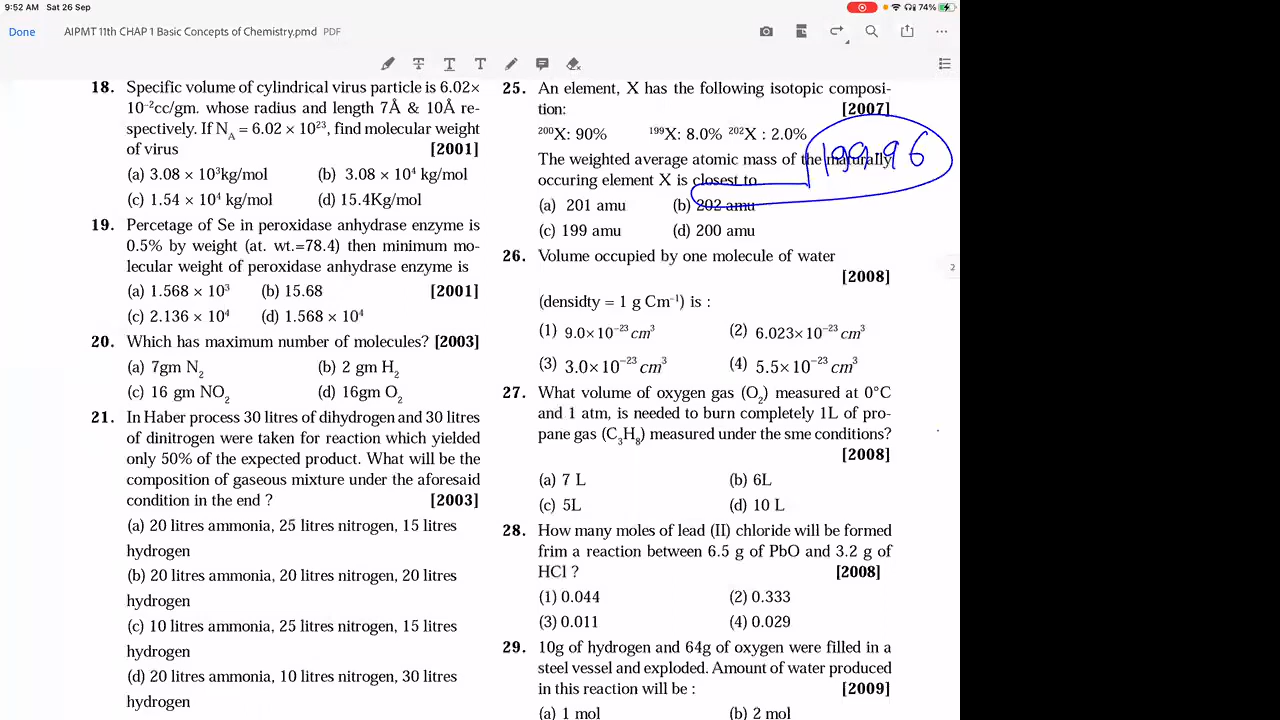 9:52 AM Sat 26 Sep
74%
Done
AIPMT 11th CHAP 1 Basic Concepts of Chemistry.pmd PDF
18. Specific volume of cylindrical virus particle is 6.02×
10⁻²cc/gm. whose radius and length 7Å & 10Å re-
spectively. If N_A = 6.02 × 10²³, find molecular weight
of virus [2001]
(a) 3.08 × 10³kg/mol (b) 3.08 × 10⁴ kg/mol
(c) 1.54 × 10⁴ kg/mol (d) 15.4Kg/mol
19. Percetage of Se in peroxidase anhydrase enzyme is
0.5% by weight (at. wt.=78.4) then minimum mo-
lecular weight of peroxidase anhydrase enzyme is
(a) 1.568 × 10³ (b) 15.68 [2001]
(c) 2.136 × 10⁴ (d) 1.568 × 10⁴
20. Which has maximum number of molecules? [2003]
(a) 7gm N₂ (b) 2 gm H₂
(c) 16 gm NO₂ (d) 16gm O₂
21. In Haber process 30 litres of dihydrogen and 30 litres
of dinitrogen were taken for reaction which yielded
only 50% of the expected product. What will be the
composition of gaseous mixture under the aforesaid
condition in the end ? [2003]
(a) 20 litres ammonia, 25 litres nitrogen, 15 litres
hydrogen
(b) 20 litres ammonia, 20 litres nitrogen, 20 litres
hydrogen
(c) 10 litres ammonia, 25 litres nitrogen, 15 litres
hydrogen
(d) 20 litres ammonia, 10 litres nitrogen, 30 litres
hydrogen
25. An element, X has the following isotopic composi-
tion: [2007]
²⁰⁰X: 90% ¹⁹⁹X: 8.0% ²⁰²X : 2.0%
199.96
The weighted average atomic mass of the maturally
occuring element X is closest to
(a) 201 amu (b) 202 amu
(c) 199 amu (d) 200 amu
26. Volume occupied by one molecule of water
[2008]
(densidty = 1 g Cm⁻¹) is :
(1) 9.0×10⁻²³ cm³ (2) 6.023×10⁻²³ cm³
(3) 3.0×10⁻²³ cm³ (4) 5.5×10⁻²³ cm³
2
27. What volume of oxygen gas (O₂) measured at 0°C
and 1 atm, is needed to burn completely 1L of pro-
pane gas (C₃H₈) measured under the sme conditions?
[2008]
(a) 7 L (b) 6L
(c) 5L (d) 10 L
28. How many moles of lead (II) chloride will be formed
frim a reaction between 6.5 g of PbO and 3.2 g of
HCl ? [2008]
(1) 0.044 (2) 0.333
(3) 0.011 (4) 0.029
29. 10g of hydrogen and 64g of oxygen were filled in a
steel vessel and exploded. Amount of water produced
in this reaction will be : [2009]
(a) 1 mol (b) 2 mol